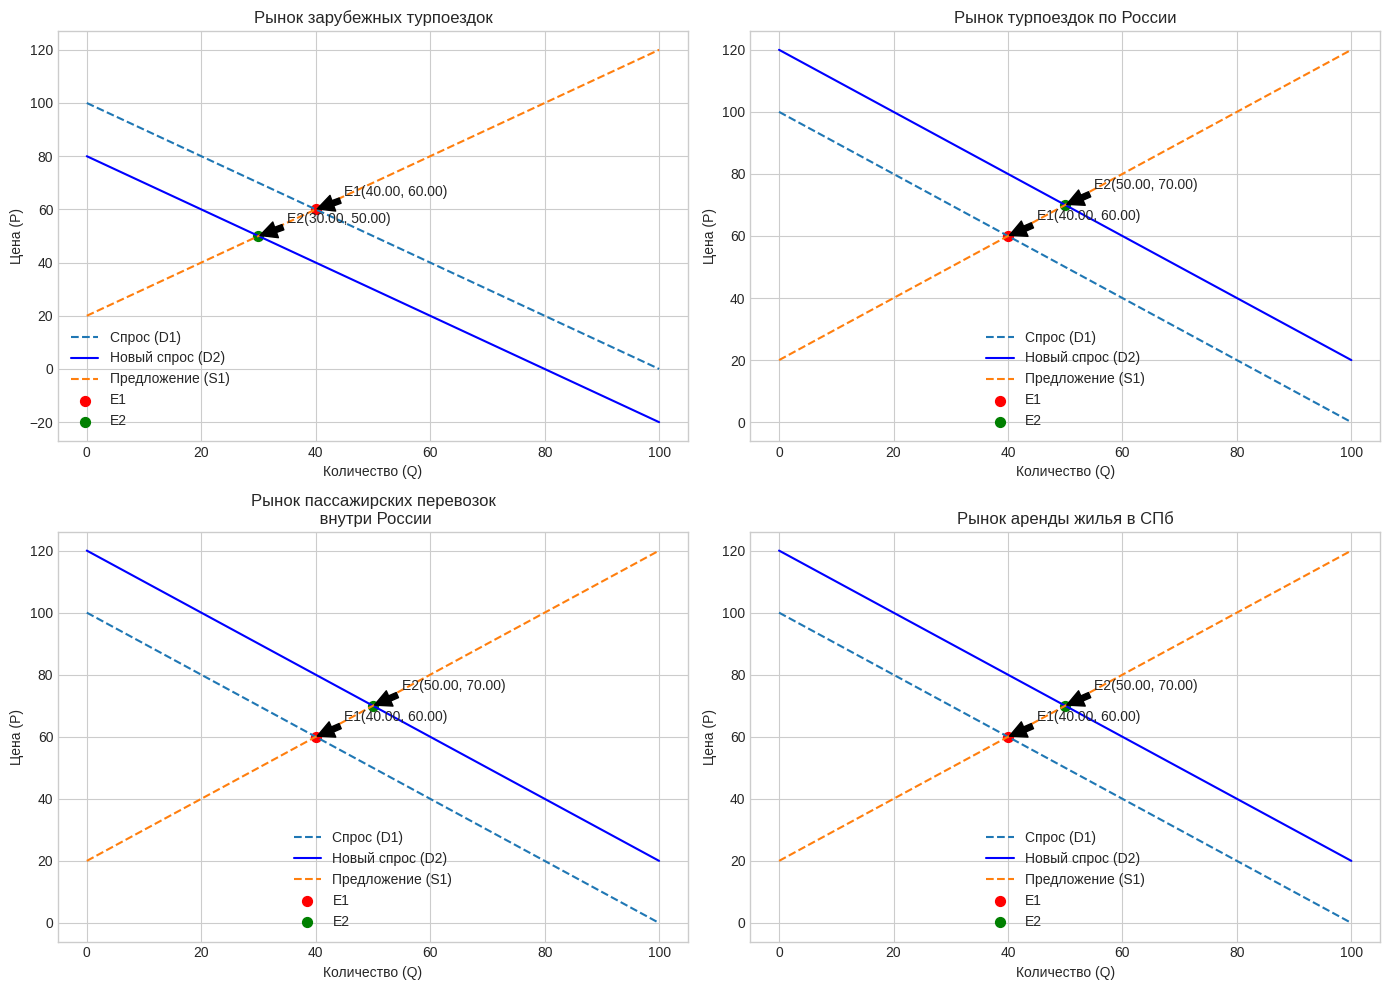 Рынок зарубежных турпоездок
120
100
80
60
40
20
0
−20
Цена (P)
E1(40.00, 60.00)
E2(30.00, 50.00)
Спрос (D1)
Новый спрос (D2)
Предложение (S1)
E1
E2
0 20 40 60 80 100
Количество (Q)
Рынок турпоездок по России
120
100
80
60
40
20
0
Цена (P)
E2(50.00, 70.00)
E1(40.00, 60.00)
Спрос (D1)
Новый спрос (D2)
Предложение (S1)
E1
E2
0 20 40 60 80 100
Количество (Q)
Рынок пассажирских перевозок
внутри России
120
100
80
60
40
20
0
Цена (P)
E2(50.00, 70.00)
E1(40.00, 60.00)
Спрос (D1)
Новый спрос (D2)
Предложение (S1)
E1
E2
0 20 40 60 80 100
Количество (Q)
Рынок аренды жилья в СПб
120
100
80
60
40
20
0
Цена (P)
E2(50.00, 70.00)
E1(40.00, 60.00)
Спрос (D1)
Новый спрос (D2)
Предложение (S1)
E1
E2
0 20 40 60 80 100
Количество (Q)